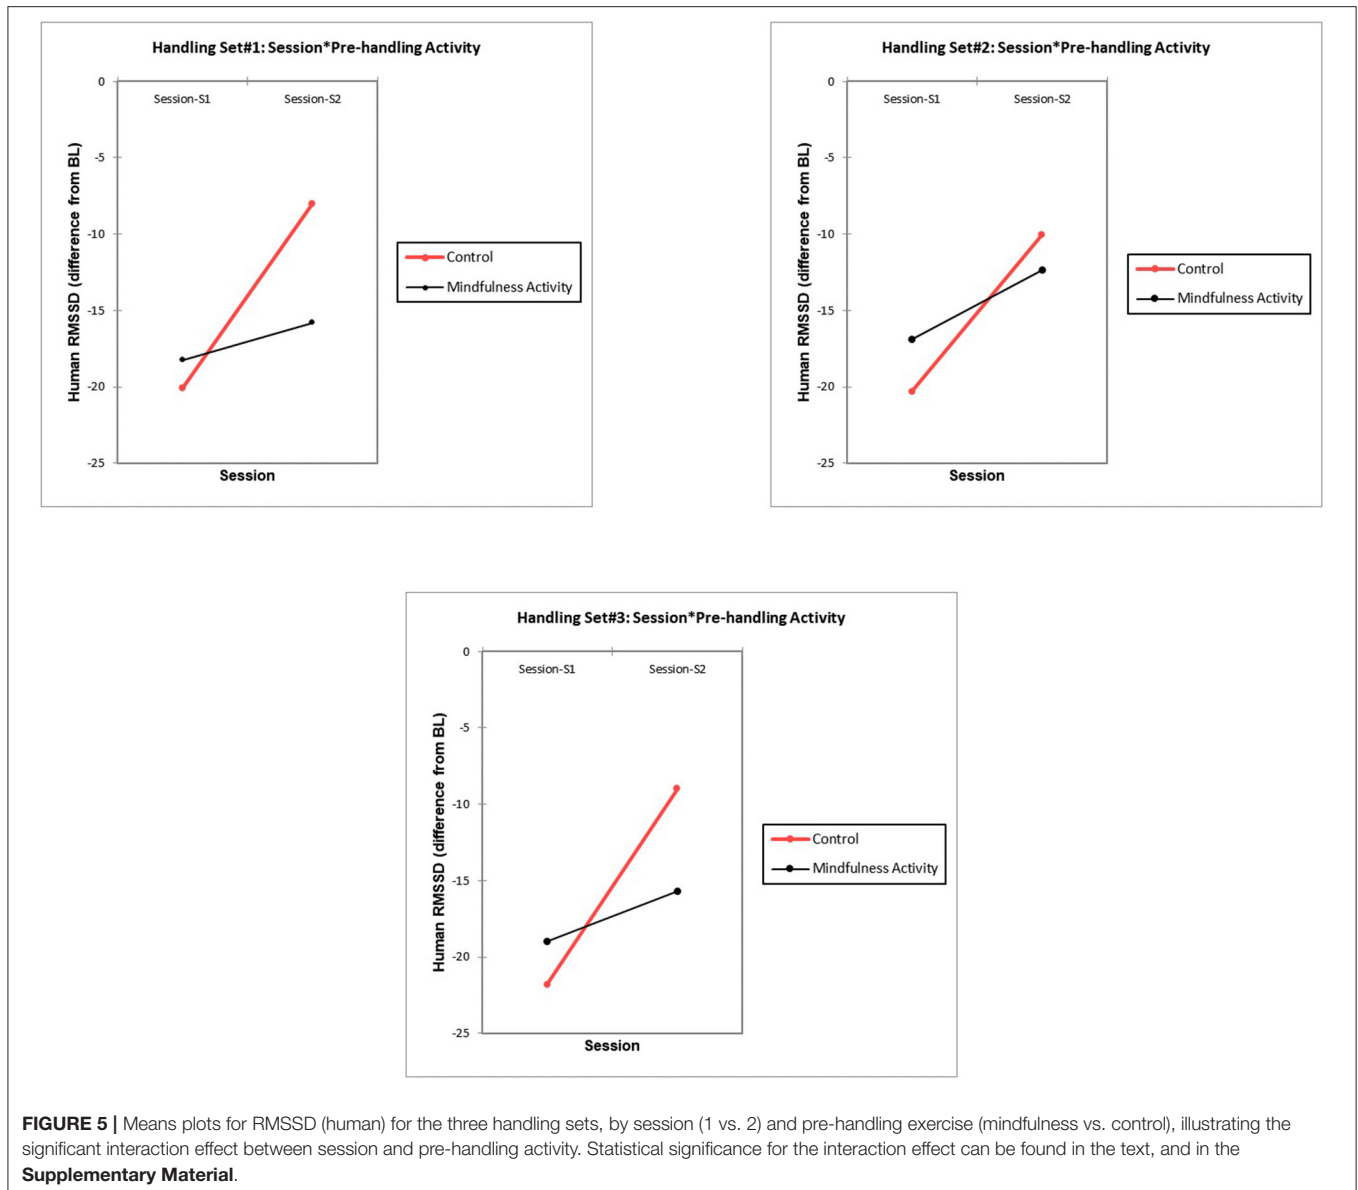 Handling Set#1: Session*Pre-handling Activity
0
Session-S1
Session-S2
-5
-10
-15
-20
-25
Human RMSSD (difference from BL)
Session
Control
Mindfulness Activity
Handling Set#2: Session*Pre-handling Activity
0
Session-S1
Session-S2
-5
-10
-15
-20
-25
Human RMSSD (difference from BL)
Session
Control
Mindfulness Activity
Handling Set#3: Session*Pre-handling Activity
0
Session-S1
Session-S2
-5
-10
-15
-20
-25
Human RMSSD (difference from BL)
Session
Control
Mindfulness Activity
FIGURE 5 | Means plots for RMSSD (human) for the three handling sets, by session (1 vs. 2) and pre-handling exercise (mindfulness vs. control), illustrating the
significant interaction effect between session and pre-handling activity. Statistical significance for the interaction effect can be found in the text, and in the
Supplementary Material.